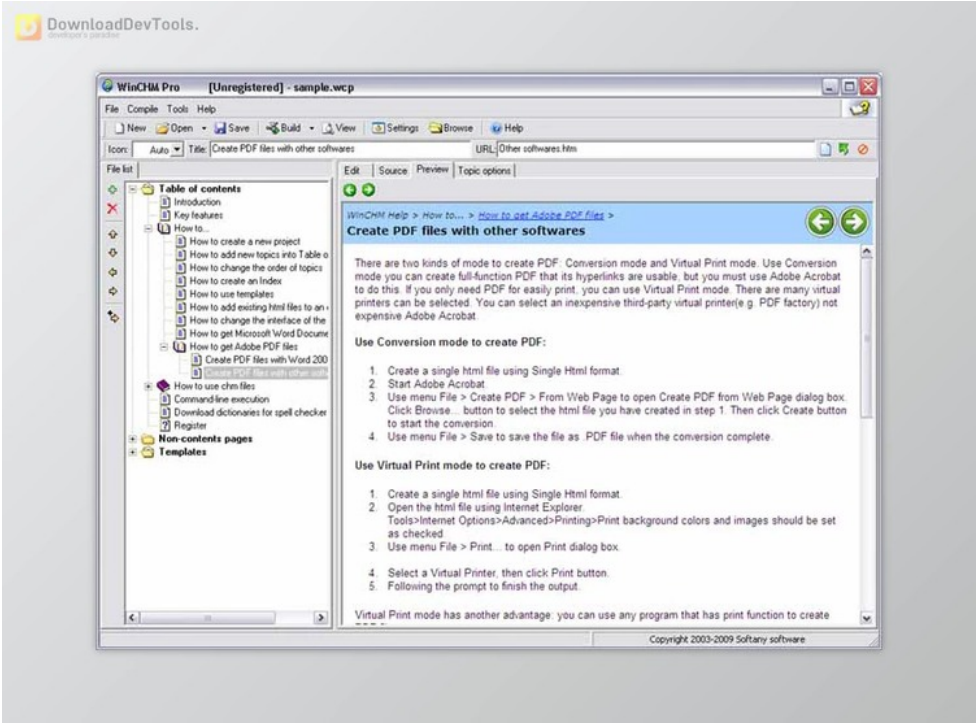 DownloadDevTools.
developer's paradise
WinCHM Pro [Unregistered] - sample.wcp
File Compile Tools Help
New Open Save Build View Settings Browse Help
Icon: Auto Title: Create PDF files with other softwares URL: Other softwares.htm
File list
Edit Source Preview Topic options
Table of contents
Introduction
Key features
How to...
How to create a new project
How to add new topics into Table o
How to change the order of topics
How to create an Index
How to use templates
How to add existing html files to an
How to change the interface of the
How to get Microsoft Word Docume
How to get Adobe PDF files
Create PDF files with Word 200
Create PDF files with other softw
How to use chm files
Command-line execution
Download dictionaries for spell checker
Register
Non-contents pages
Templates
WinCHM Help > How to... > How to get Adobe PDF files >
Create PDF files with other softwares
There are two kinds of mode to create PDF: Conversion mode and Virtual Print mode. Use Conversion
mode you can create full-function PDF that its hyperlinks are usable, but you must use Adobe Acrobat
to do this. If you only need PDF for easily print, you can use Virtual Print mode. There are many virtual
printers can be selected. You can select an inexpensive third-party virtual printer(e.g. PDF factory) not
expensive Adobe Acrobat.
Use Conversion mode to create PDF:
1. Create a single html file using Single Html format.
2. Start Adobe Acrobat.
3. Use menu File > Create PDF > From Web Page to open Create PDF from Web Page dialog box.
Click Browse... button to select the html file you have created in step 1. Then click Create button
to start the conversion.
4. Use menu File > Save to save the file as .PDF file when the conversion complete.
Use Virtual Print mode to create PDF:
1. Create a single html file using Single Html format.
2. Open the html file using Internet Explorer.
Tools>Internet Options>Advanced>Printing>Print background colors and images should be set
as checked.
3. Use menu File > Print... to open Print dialog box.
4. Select a Virtual Printer, then click Print button.
5. Following the prompt to finish the output.
Virtual Print mode has another advantage: you can use any program that has print function to create
Copyright 2003-2009 Softany software